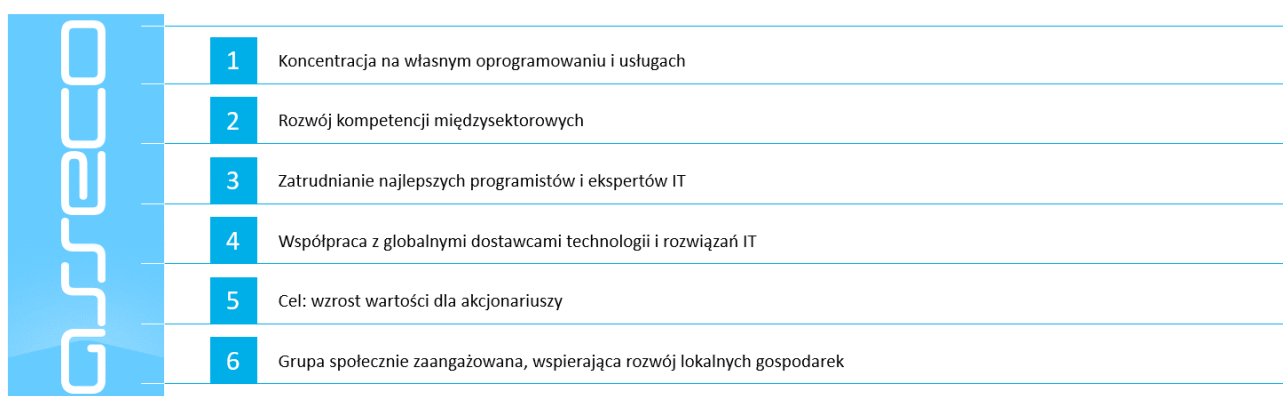 asseco
1 Koncentracja na własnym oprogramowaniu i usługach
2 Rozwój kompetencji międzysektorowych
3 Zatrudnianie najlepszych programistów i ekspertów IT
4 Współpraca z globalnymi dostawcami technologii i rozwiązań IT
5 Cel: wzrost wartości dla akcjonariuszy
6 Grupa społecznie zaangażowana, wspierająca rozwój lokalnych gospodarek